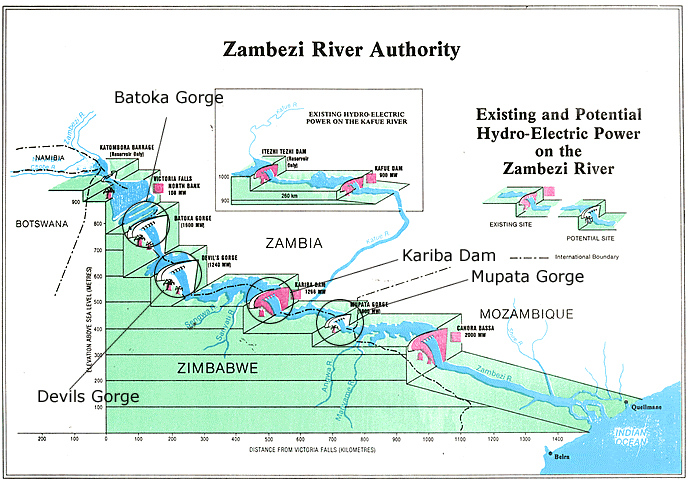 Zambezi River Authority
Batoka Gorge
EXISTING HYDRO-ELECTRIC
POWER ON THE KAFUE RIVER
Kafue R.
ITEZHI TEZHI DAM
(Reservoir
Only)
KAFUE DAM
900 MW
1000
900
260 km
Existing and Potential
Hydro-Electric Power
on the
Zambezi River
EXISTING SITE
POTENTIAL SITE
International Boundary
Zambezi R.
KATOMBORA BARRAGE
(Reservoir Only)
NAMIBIA
VICTORIA FALLS
NORTH BANK
108 MW
BOTSWANA
BATOKA GORGE
(1600 MW)
ZAMBIA
Kafue R.
DEVIL'S GORGE
(1240 MW)
Kariba Dam
KARIBA DAM
1266 MW
Mupata Gorge
MUPATA GORGE
MOZAMBIQUE
CAHORA BASSA
2000 MW
ZIMBABWE
Devils Gorge
Zambezi R.
Quelimane
INDIAN
OCEAN
Beira
ELEVATION ABOVE SEA LEVEL (METRES)
900
800
700
600
500
400
300
200
100
200 100 0 100 200 300 400 500 600 700 800 900 1000 1100 1200 1300 1400
DISTANCE FROM VICTORIA FALLS (KILOMETRES)